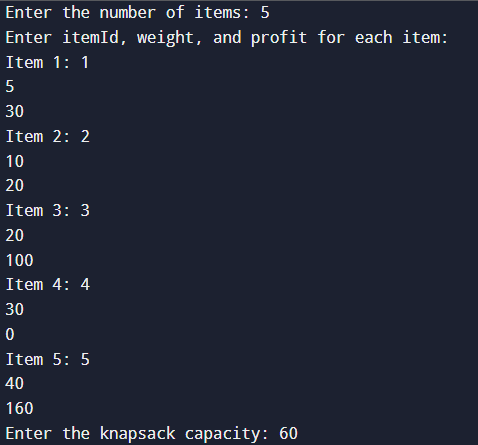 Enter the number of items: 5
Enter itemId, weight, and profit for each item:
Item 1: 1
5
30
Item 2: 2
10
20
Item 3: 3
20
100
Item 4: 4
30
0
Item 5: 5
40
160
Enter the knapsack capacity: 60